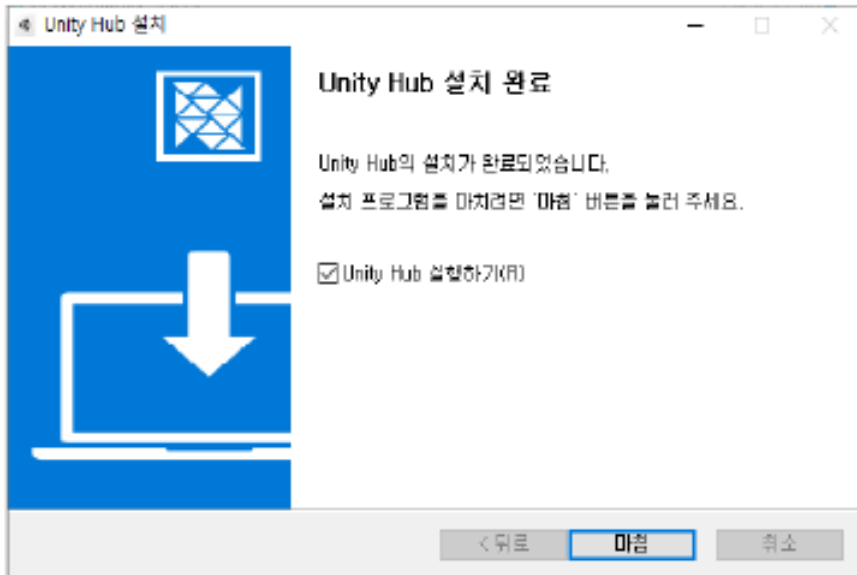 Unity Hub 설치
Unity Hub 설치 완료
Unity Hub의 설치가 완료되었습니다.
설치 프로그램을 마치려면 '마침' 버튼을 눌러 주세요.
Unity Hub 실행하기(R)
< 뒤로
마침
취소